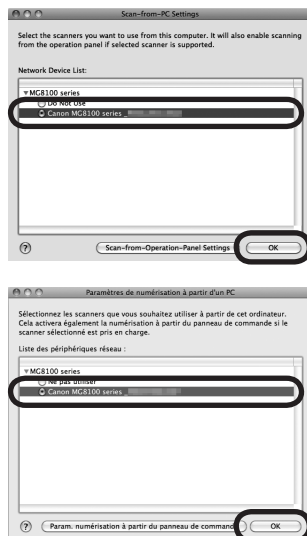 Scan-from-PC Settings
Select the scanners you want to use from this computer. It will also enable scanning
from the operation panel if selected scanner is supported.
Network Device List:
MG8100 series
Do Not Use
Canon MG8100 series _
? Scan-from-Operation-Panel Settings OK
Paramètres de numérisation à partir d'un PC
Sélectionnez les scanners que vous souhaitez utiliser à partir de cet ordinateur.
Cela activera également la numérisation à partir du panneau de commande si le
scanner sélectionné est pris en charge.
Liste des périphériques réseau :
MG8100 series
Ne pas utiliser
Canon MG8100 series _
? Param. numérisation à partir du panneau de command OK